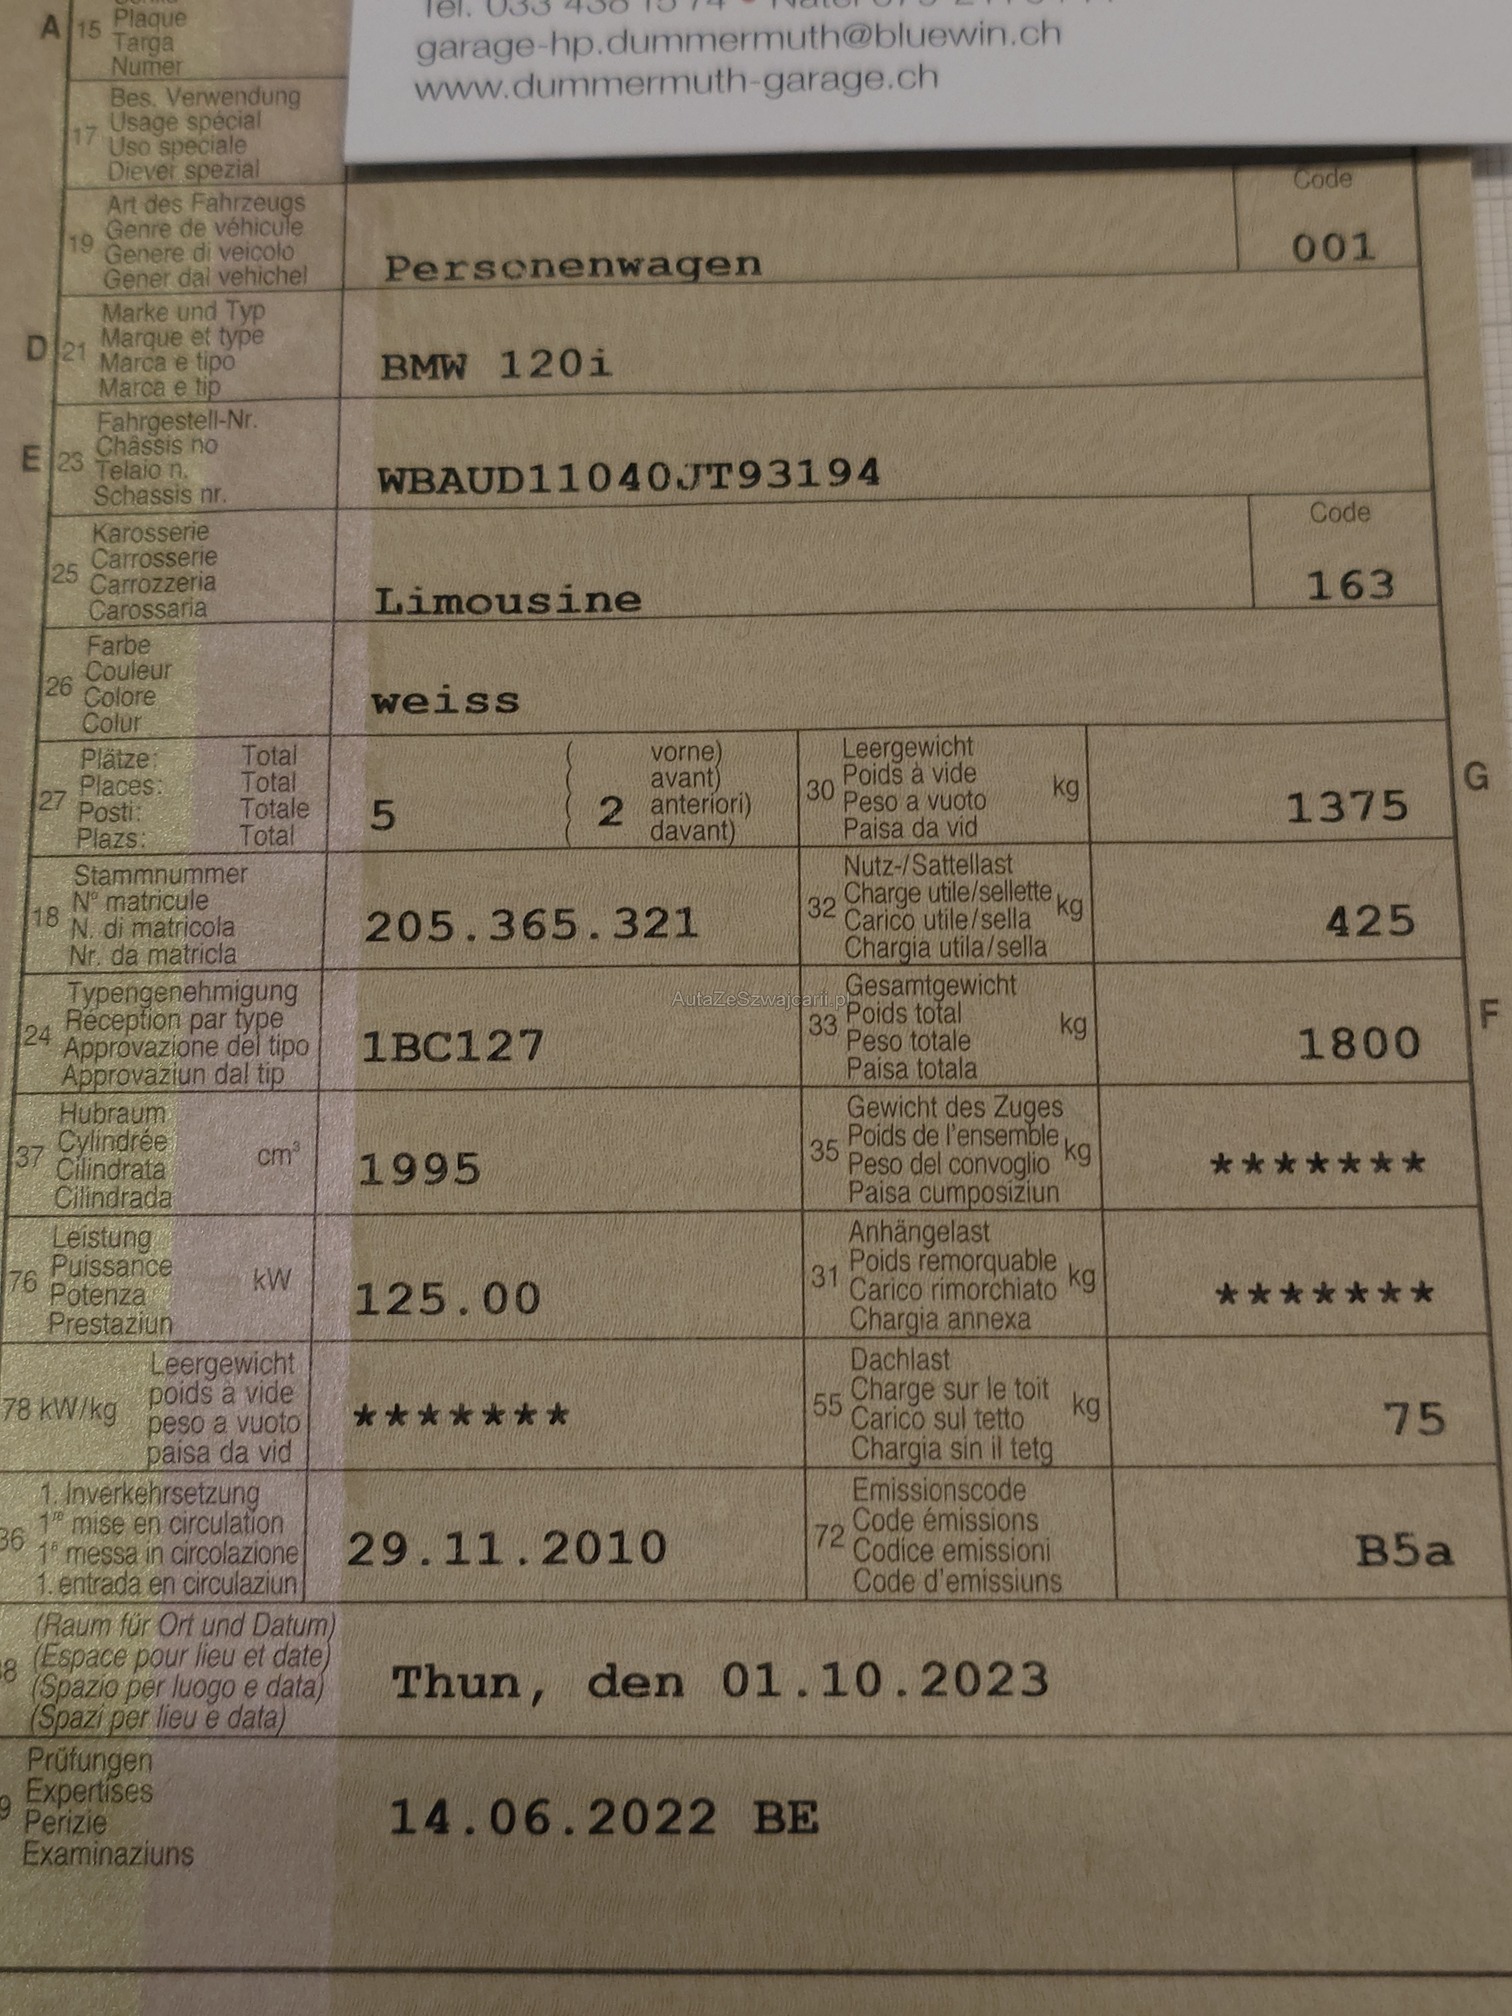 garage-hp.dummermuth@bluewin.ch
www.dummermuth-garage.ch
A 15 Plaque
Targa
Numer
17 Bes. Verwendung
Usage spécial
Uso speciale
Diever spezial
19 Art des Fahrzeugs
Genre de véhicule
Genere di veicolo
Gener dal vehichel
Personenwagen
Code
001
D 21 Marke und Typ
Marque et type
Marca e tipo
Marca e tip
BMW 120i
E 23 Fahrgestell-Nr.
Châssis no
Telaio n.
Schassis nr.
WBAUD11040JT93194
25 Karosserie
Carrosserie
Carrozzeria
Carossaria
Limousine
Code
163
26 Farbe
Couleur
Colore
Colur
weiss
27 Plätze: Total
Places: Total
Posti: Totale
Plazs: Total
5
( vorne)
( avant)
( 2 anteriori)
( davant)
30 Leergewicht
Poids à vide kg
Peso a vuoto
Paisa da vid
1375
G
18 Stammnummer
N° matricule
N. di matricola
Nr. da matricla
205.365.321
32 Nutz-/Sattellast
Charge utile/sellette kg
Carico utile/sella
Chargia utila/sella
425
24 Typengenehmigung
Réception par type
Approvazione del tipo
Approvaziun dal tip
1BC127
AutaZeSzwajcarii.pl
33 Gesamtgewicht
Poids total kg
Peso totale
Paisa totala
1800
F
37 Hubraum
Cylindrée cm³
Cilindrata
Cilindrada
1995
35 Gewicht des Zuges
Poids de l'ensemble kg
Peso del convoglio
Paisa cumposiziun
*******
76 Leistung
Puissance kW
Potenza
Prestaziun
125.00
31 Anhängelast
Poids remorquable kg
Carico rimorchiato
Chargia annexa
*******
78 kW/kg Leergewicht
poids à vide
peso a vuoto
paisa da vid
*******
55 Dachlast
Charge sur le toit kg
Carico sul tetto
Chargia sin il tetg
75
36 1. Inverkehrsetzung
1re mise en circulation
1a messa in circolazione
1. entrada en circulaziun
29.11.2010
72 Emissionscode
Code émissions
Codice emissioni
Code d'emissiuns
B5a
(Raum für Ort und Datum)
(Espace pour lieu et date)
(Spazio per luogo e data)
(Spazi per lieu e data)
Thun, den 01.10.2023
Prüfungen
Expertises
Perizie
Examinaziuns
14.06.2022 BE